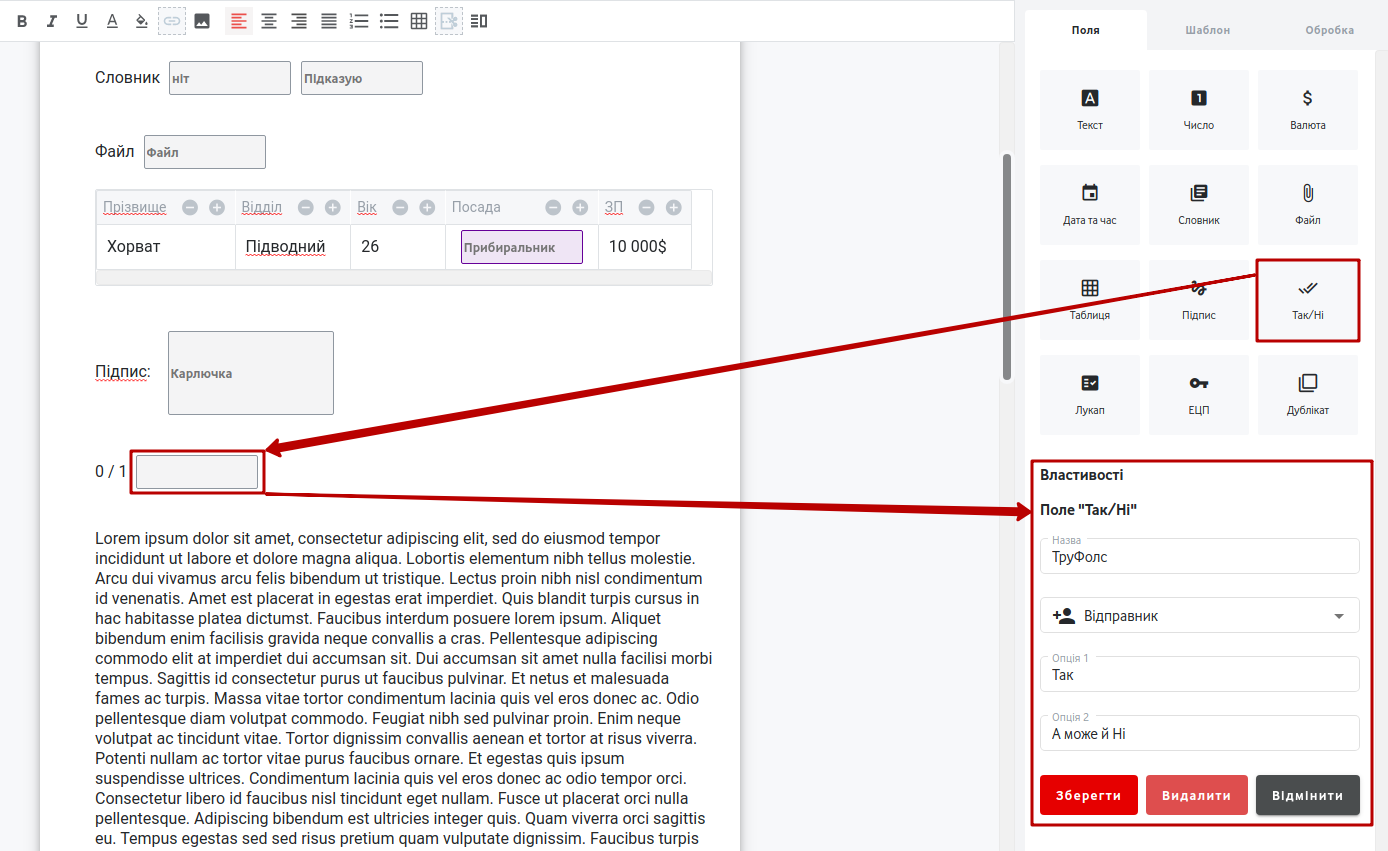 B I U A
Словник ніт Підказую
Файл Файл
Прізвище Відділ Вік Посада ЗП
Хорват Підводний 26 Прибиральник 10 000$
Підпис: Карлючка
0 / 1
Lorem ipsum dolor sit amet, consectetur adipiscing elit, sed do eiusmod tempor
incididunt ut labore et dolore magna aliqua. Lobortis elementum nibh tellus molestie.
Arcu dui vivamus arcu felis bibendum ut tristique. Lectus proin nibh nisl condimentum
id venenatis. Amet est placerat in egestas erat imperdiet. Quis blandit turpis cursus in
hac habitasse platea dictumst. Faucibus interdum posuere lorem ipsum. Aliquet
bibendum enim facilisis gravida neque convallis a cras. Pellentesque adipiscing
commodo elit at imperdiet dui accumsan sit. Dui accumsan sit amet nulla facilisi morbi
tempus. Sagittis id consectetur purus ut faucibus pulvinar. Et netus et malesuada
fames ac turpis. Massa vitae tortor condimentum lacinia quis vel eros donec ac. Odio
pellentesque diam volutpat commodo. Feugiat nibh sed pulvinar proin. Enim neque
volutpat ac tincidunt vitae. Tortor dignissim convallis aenean et tortor at risus viverra.
Potenti nullam ac tortor vitae purus faucibus ornare. Et egestas quis ipsum
suspendisse ultrices. Condimentum lacinia quis vel eros donec ac odio tempor orci.
Consectetur libero id faucibus nisl tincidunt eget nullam. Fusce ut placerat orci nulla
pellentesque. Adipiscing bibendum est ultricies integer quis. Quam viverra orci sagittis
eu. Tempus egestas sed sed risus pretium quam vulputate dignissim. Faucibus turpis
Поля Шаблон Обробка
Текст Число Валюта
Дата та час Словник Файл
Таблиця Підпис Так/Ні
Лукап ЕЦП Дублікат
Властивості
Поле "Так/Ні"
Назва
ТруФолс
Відправник
Опція 1
Так
Опція 2
А може й Ні
Зберегти Видалити Відмінити